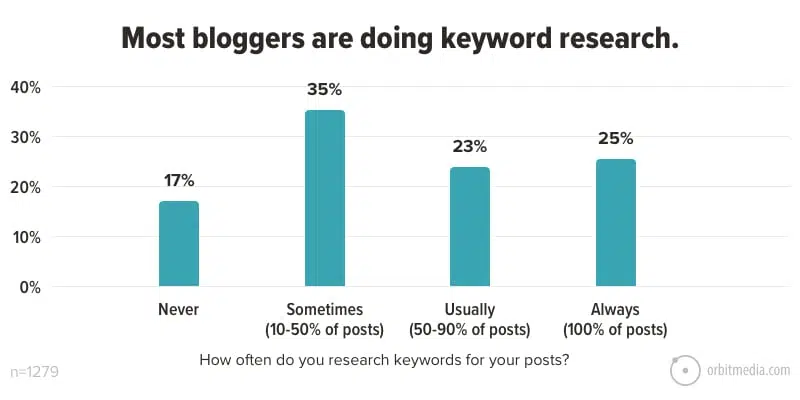 Most bloggers are doing keyword research.
40%
30%
20%
10%
0%
17%
35%
23%
25%
Never
Sometimes
(10-50% of posts)
Usually
(50-90% of posts)
Always
(100% of posts)
How often do you research keywords for your posts?
n=1279
orbitmedia.com